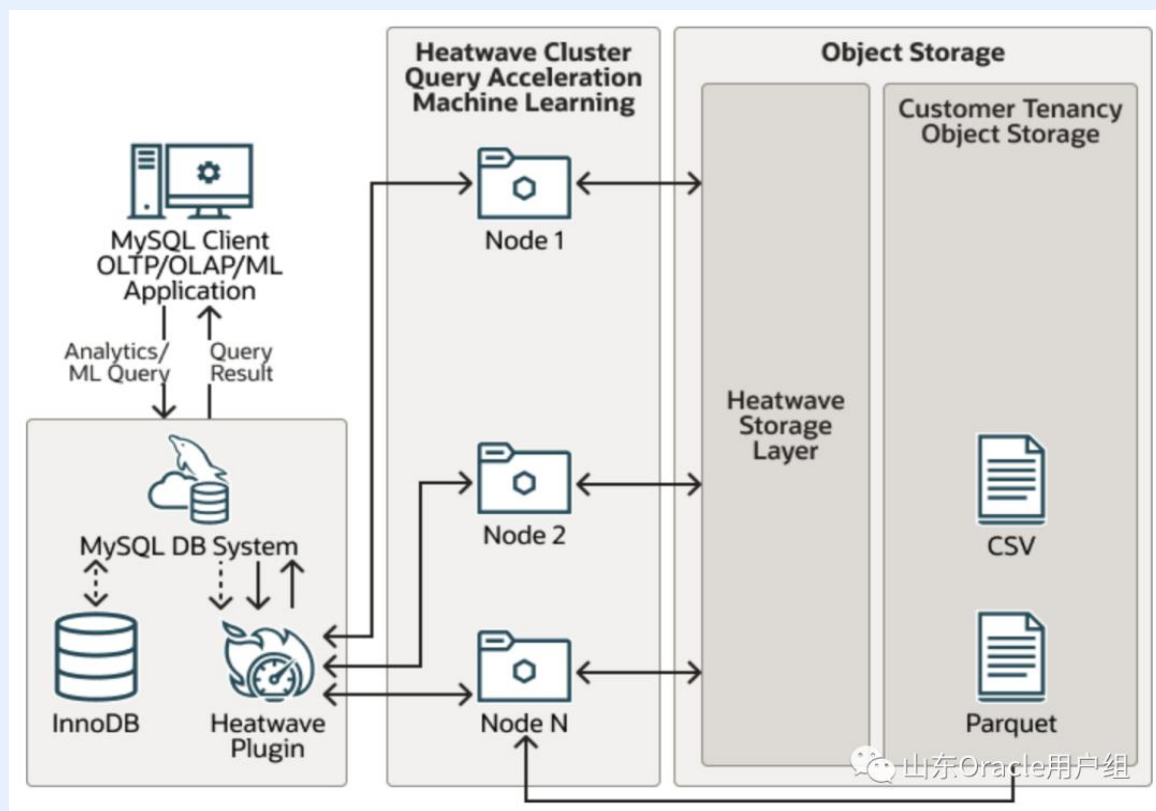 Heatwave Cluster
Query Acceleration
Machine Learning
Object Storage
Customer Tenancy
Object Storage
MySQL Client
OLTP/OLAP/ML
Application
Node 1
Analytics/
ML Query
Query
Result
Heatwave
Storage
Layer
MySQL DB System
Node 2
CSV
InnoDB
Heatwave
Plugin
Node N
Parquet
山东Oracle用户组